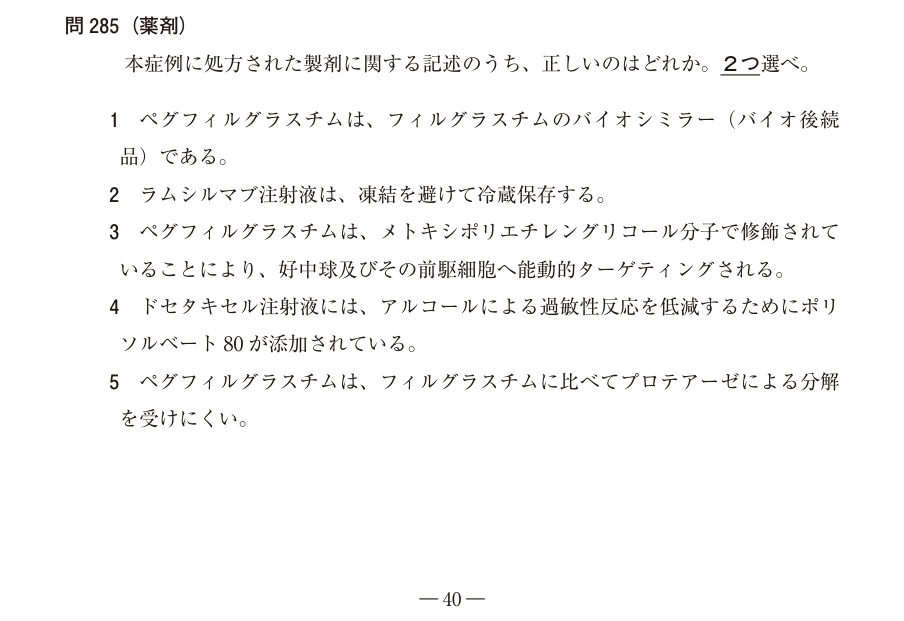 問 285（薬剤）
本症例に処方された製剤に関する記述のうち、正しいのはどれか。２つ選べ。
1　ペグフィルグラスチムは、フィルグラスチムのバイオシミラー（バイオ後続
品）である。
2　ラムシルマブ注射液は、凍結を避けて冷蔵保存する。
3　ペグフィルグラスチムは、メトキシポリエチレングリコール分子で修飾されて
いることにより、好中球及びその前駆細胞へ能動的ターゲティングされる。
4　ドセタキセル注射液には、アルコールによる過敏性反応を低減するためにポリ
ソルベート 80 が添加されている。
5　ペグフィルグラスチムは、フィルグラスチムに比べてプロテアーゼによる分解
を受けにくい。
― 40 ―